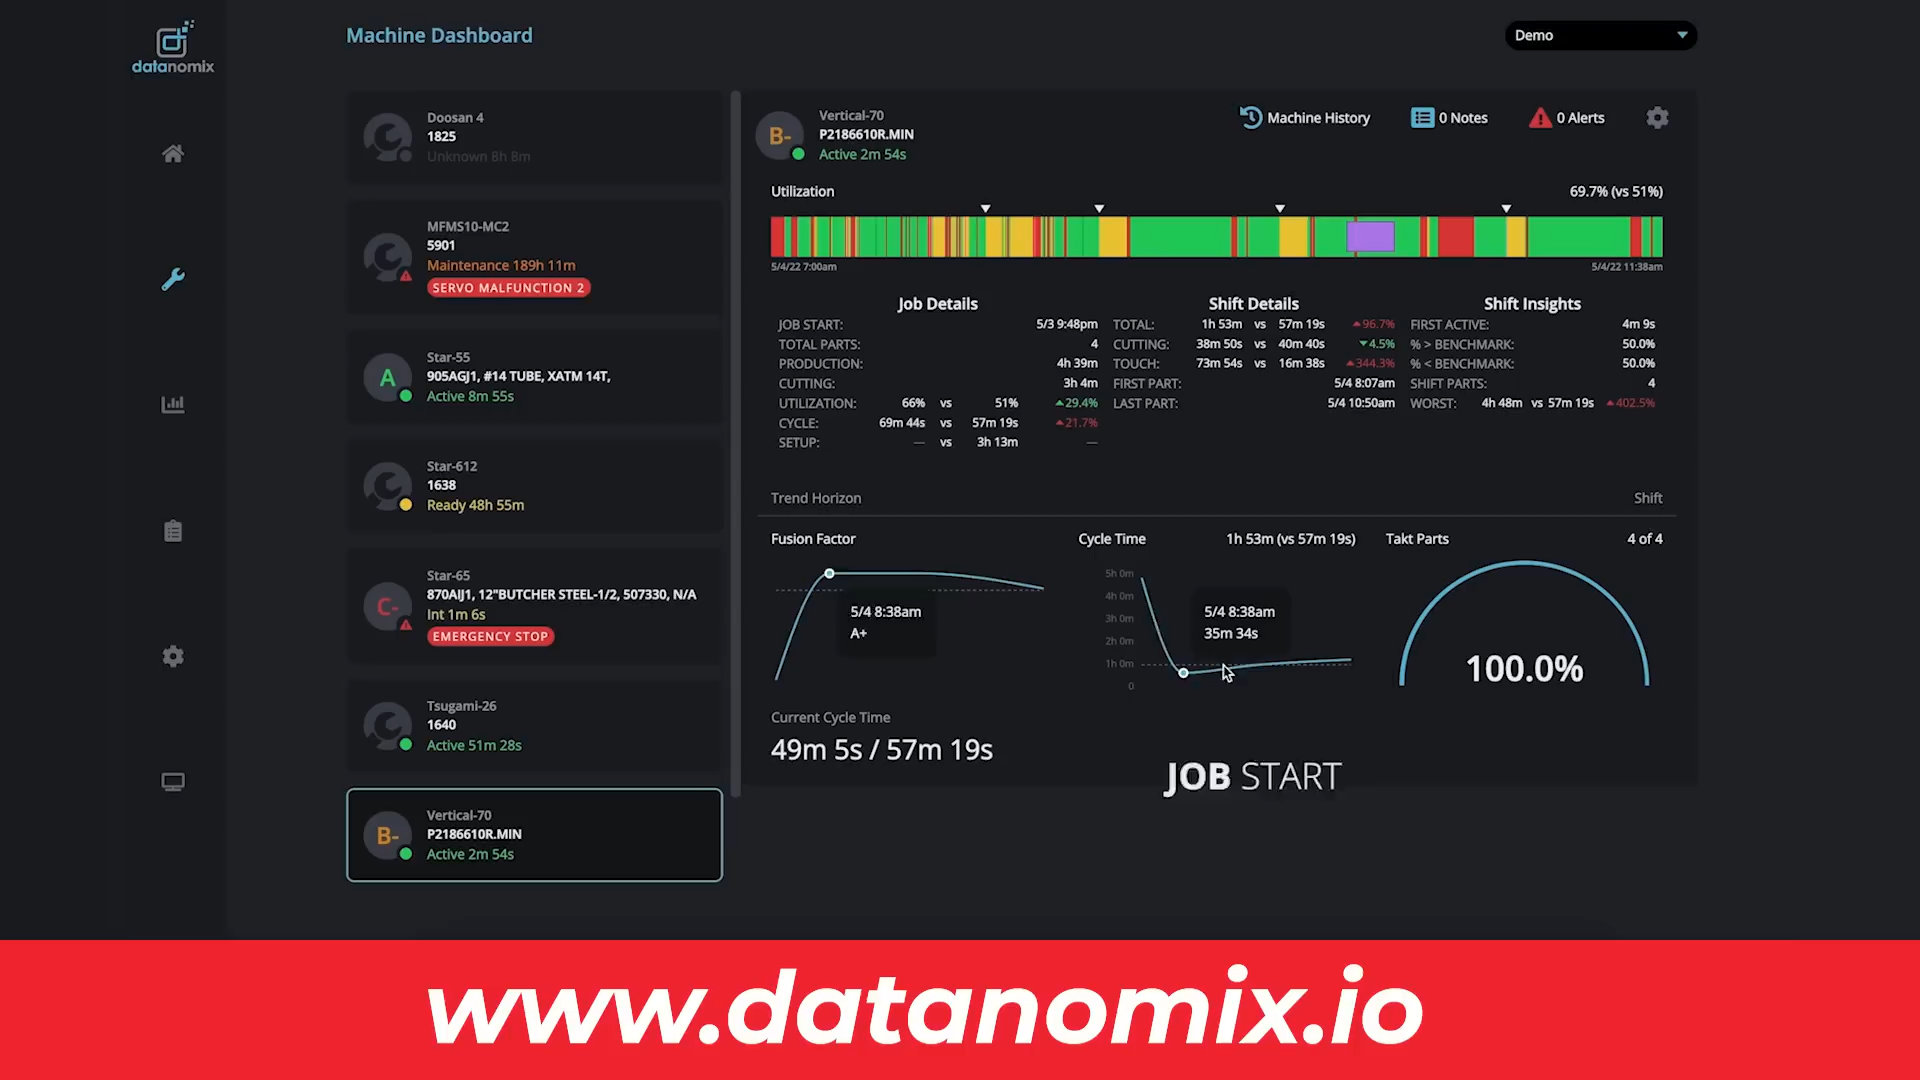 datanomix
Machine Dashboard
Demo
Doosan 4
1825
Unknown 8h 8m
MFMS10-MC2
5901
Maintenance 189h 11m
SERVO MALFUNCTION 2
Star-55
A
905AGJ1, #14 TUBE, XATM 14T,
Active 8m 55s
Star-612
1638
Ready 48h 55m
Star-65
C-
870AIJ1, 12"BUTCHER STEEL-1/2, 507330, N/A
Int 1m 6s
EMERGENCY STOP
Tsugami-26
1640
Active 51m 28s
Vertical-70
B-
P2186610R.MIN
Active 2m 54s
Vertical-70
B-
P2186610R.MIN
Active 2m 54s
Machine History
0 Notes
0 Alerts
Utilization
69.7% (vs 51%)
5/4/22 7:00am
5/4/22 11:38am
Job Details
JOB START: 5/3 9:48pm
TOTAL PARTS: 4
PRODUCTION: 4h 39m
CUTTING: 3h 4m
UTILIZATION: 66% vs 51% 29.4%
CYCLE: 69m 44s vs 57m 19s 21.7%
SETUP: — vs 3h 13m —
Shift Details
TOTAL: 1h 53m vs 57m 19s 96.7%
CUTTING: 38m 50s vs 40m 40s 4.5%
TOUCH: 73m 54s vs 16m 38s 344.3%
FIRST PART: 5/4 8:07am
LAST PART: 5/4 10:50am
Shift Insights
FIRST ACTIVE: 4m 9s
% > BENCHMARK: 50.0%
% < BENCHMARK: 50.0%
SHIFT PARTS: 4
WORST: 4h 48m vs 57m 19s 402.5%
Trend Horizon
Shift
Fusion Factor
5/4 8:38am
A+
Cycle Time
1h 53m (vs 57m 19s)
5h 0m
4h 0m
3h 0m
2h 0m
1h 0m
0
5/4 8:38am
35m 34s
Takt Parts
4 of 4
100.0%
Current Cycle Time
49m 5s / 57m 19s
JOB START
www.datanomix.io